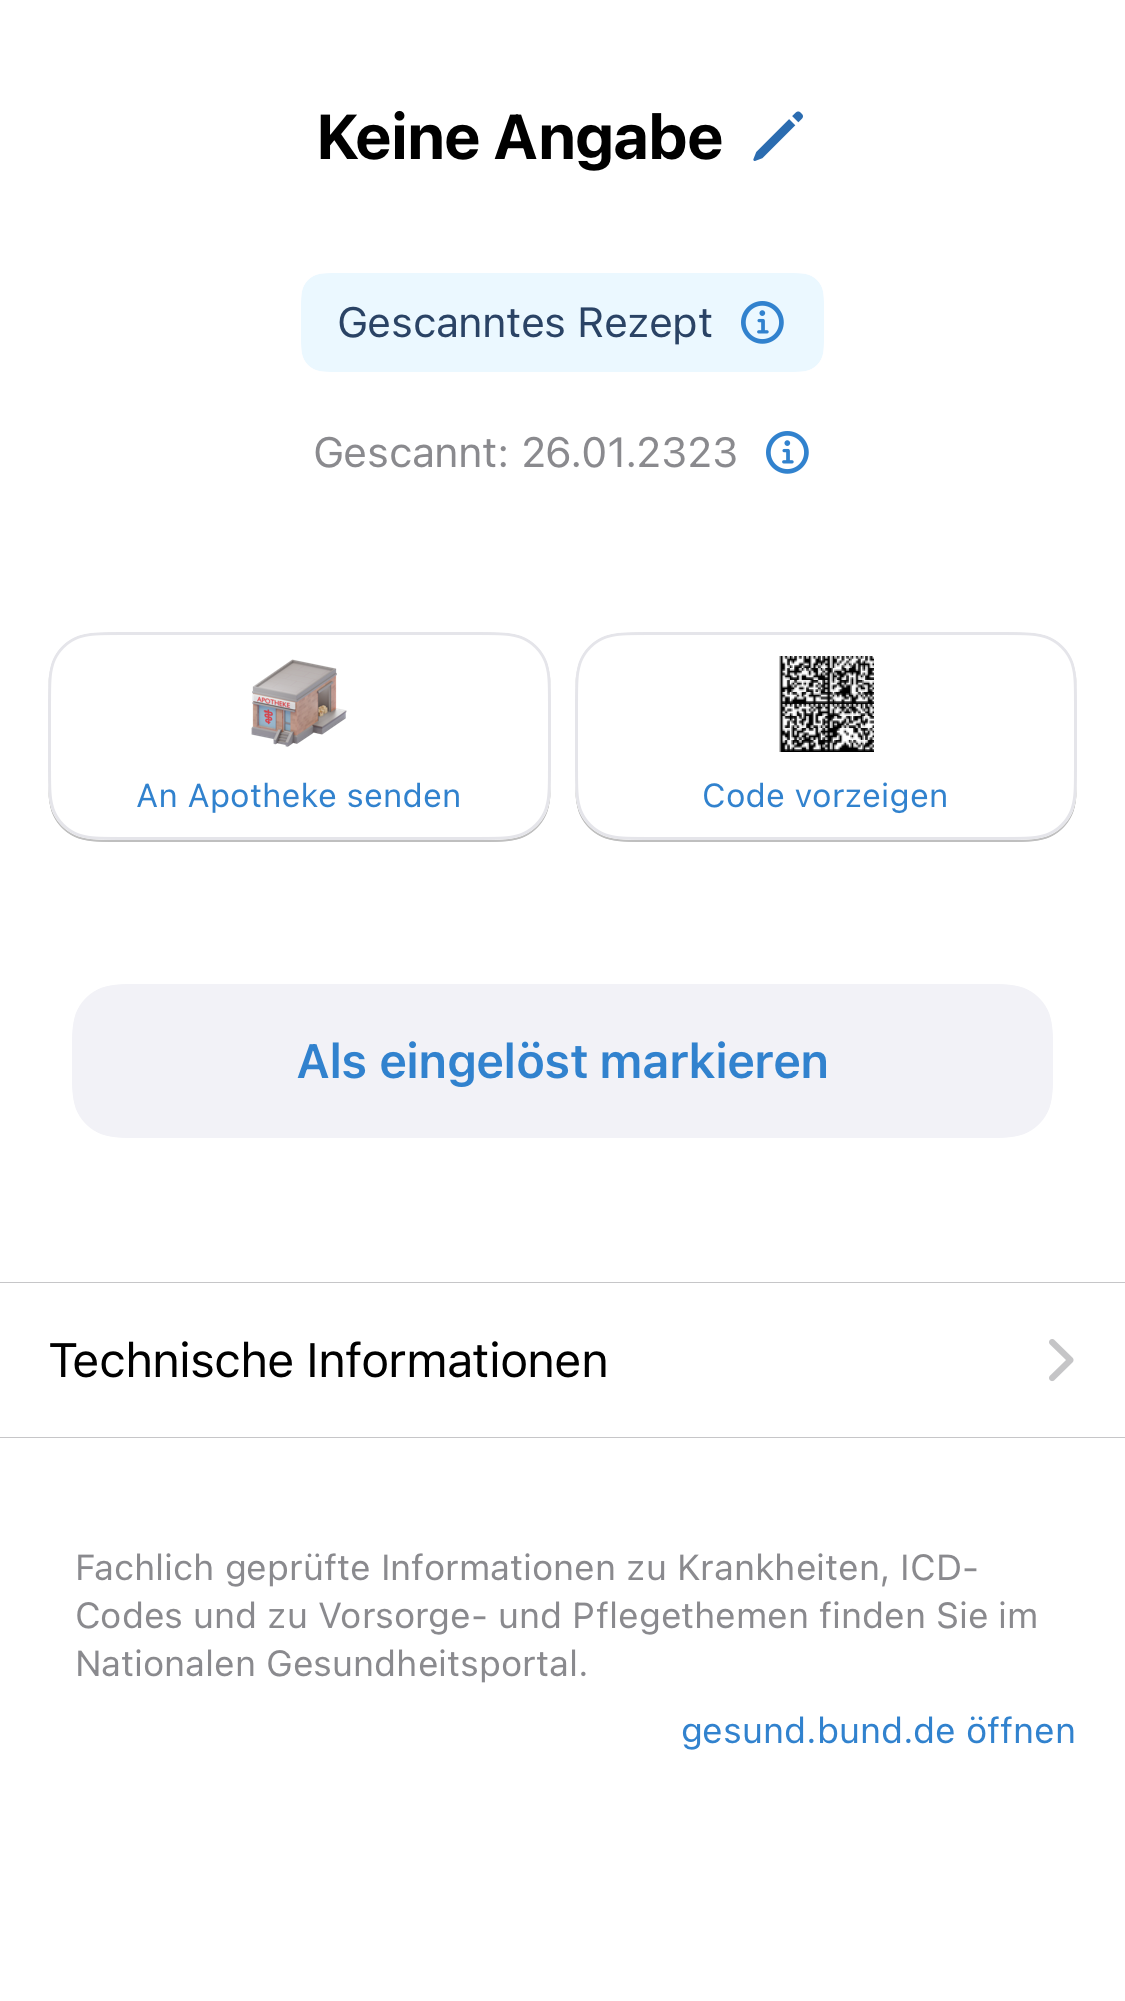 Keine Angabe
Gescanntes Rezept
Gescannt: 26.01.2323
APOTHEKE
An Apotheke senden
Code vorzeigen
Als eingelöst markieren
Technische Informationen
Fachlich geprüfte Informationen zu Krankheiten, ICD-
Codes und zu Vorsorge- und Pflegethemen finden Sie im
Nationalen Gesundheitsportal.
gesund.bund.de öffnen